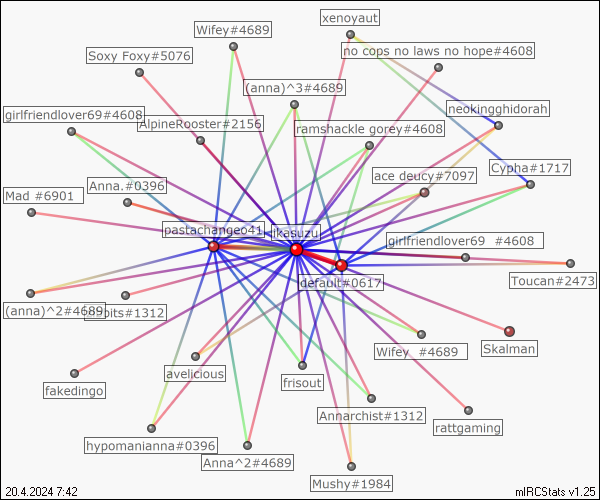 xenoyaut
Wifey#4689
no cops no laws no hope#4608
Soxy Foxy#5076
(anna)^3#4689
neokingghidorah
girlfriendlover69#4608
AlpineRooster#2156
ramshackle gorey#4608
Cypha#1717
ace deucy#7097
Anna.#0396
Mad #6901
pastachange041
ikasuzu
girlfriendlover69 #4608
default#0617
Toucan#2473
(anna)^2#4689
bits#1312
Wifey #4689
Skalman
avelicious
frisout
fakedingo
Annarchist#1312
rattgaming
hypomanianna#0396
Anna^2#4689
Mushy#1984
20.4.2024 7:42
mIRCStats v1.25